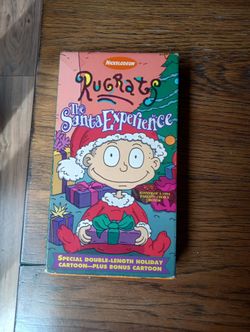 NICKELODEON
RUGRATS
The
Santa Experience
SPECIAL DOUBLE-LENGTH HOLIDAY
CARTOON—PLUS BONUS CARTOON